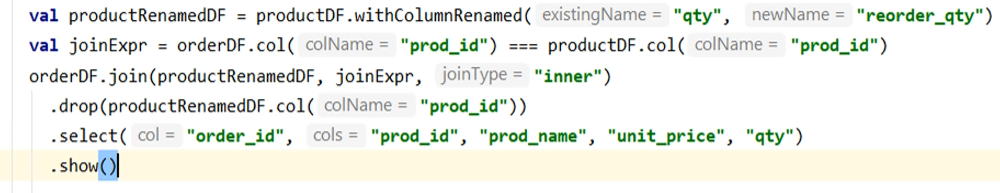 val productRenamedDF = productDF.withColumnRenamed( existingName = "qty", newName = "reorder_qty")
val joinExpr = orderDF.col( colName = "prod_id") === productDF.col( colName = "prod_id")
orderDF.join(productRenamedDF, joinExpr, joinType = "inner")
.drop(productRenamedDF.col( colName = "prod_id"))
.select( col = "order_id", cols = "prod_id", "prod_name", "unit_price", "qty")
.show()